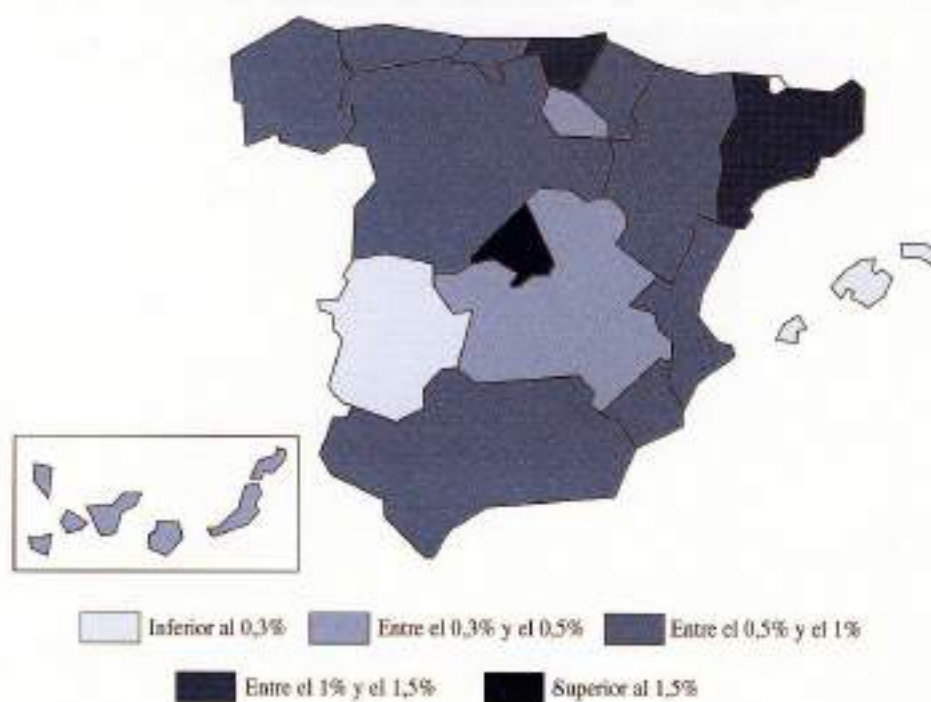 Inferior al 0,3%
Entre el 0,3% y el 0,5%
Entre el 0,5% y el 1%
Entre el 1% y el 1,5%
Superior al 1,5%